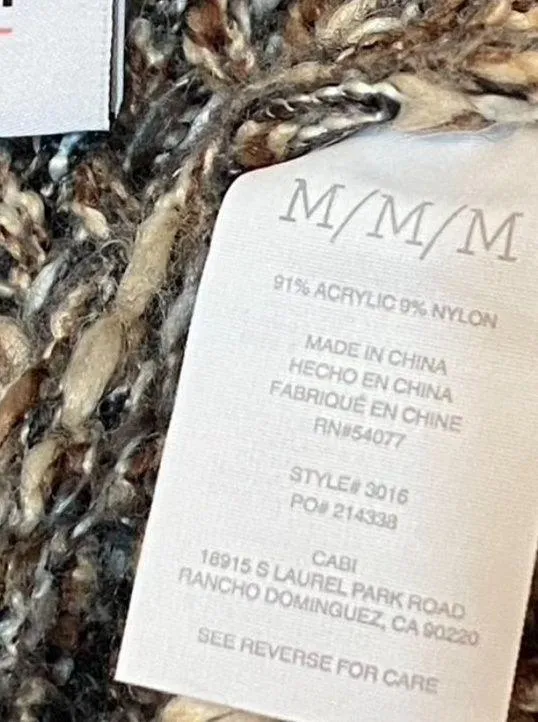 M/M/M
91% ACRYLIC 9% NYLON
MADE IN CHINA
HECHO EN CHINA
FABRIQUÉ EN CHINE
RN#54077
STYLE# 3016
PO# 214338
CABI
18915 S LAUREL PARK ROAD
RANCHO DOMINGUEZ, CA 90220
SEE REVERSE FOR CARE